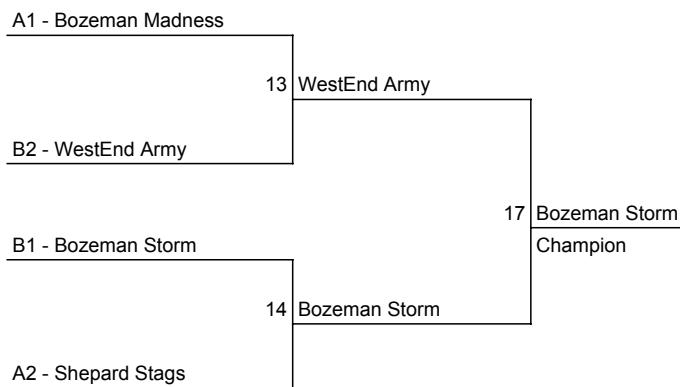 A1 - Bozeman Madness
13 WestEnd Army
B2 - WestEnd Army
17 Bozeman Storm
B1 - Bozeman Storm
Champion
14 Bozeman Storm
A2 - Shepard Stags